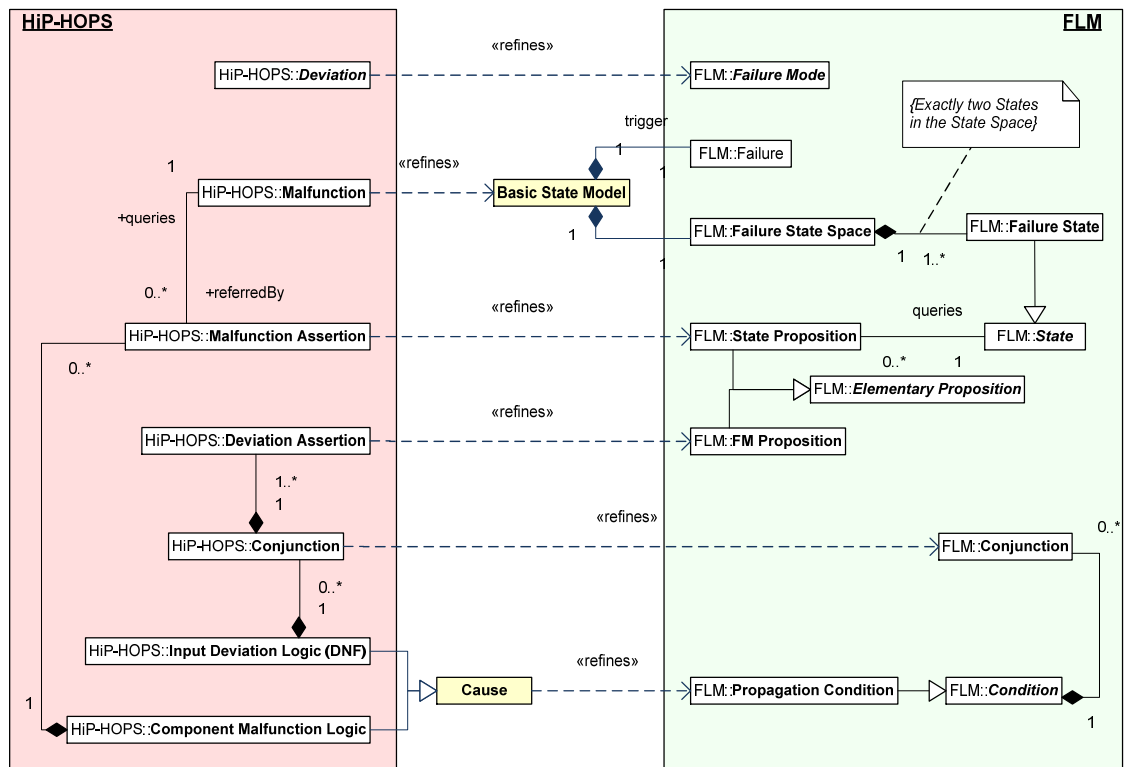 HiP-HOPS
FLM
«refines»
HiP-HOPS::Deviation
FLM::Failure Mode
{Exactly two States
in the State Space}
trigger
1
FLM::Failure
1
«refines»
1
HiP-HOPS::Malfunction
Basic State Model
+queries
1
FLM::Failure State Space
FLM::Failure State
1
1
1..*
0..*
+referredBy
«refines»
queries
HiP-HOPS::Malfunction Assertion
FLM::State Proposition
FLM::State
0..*
0..*
1
FLM::Elementary Proposition
«refines»
HiP-HOPS::Deviation Assertion
FLM::FM Proposition
1..*
1
«refines»
0..*
HiP-HOPS::Conjunction
FLM::Conjunction
0..*
1
HiP-HOPS::Input Deviation Logic (DNF)
«refines»
Cause
FLM::Propagation Condition
FLM::Condition
1
1
HiP-HOPS::Component Malfunction Logic